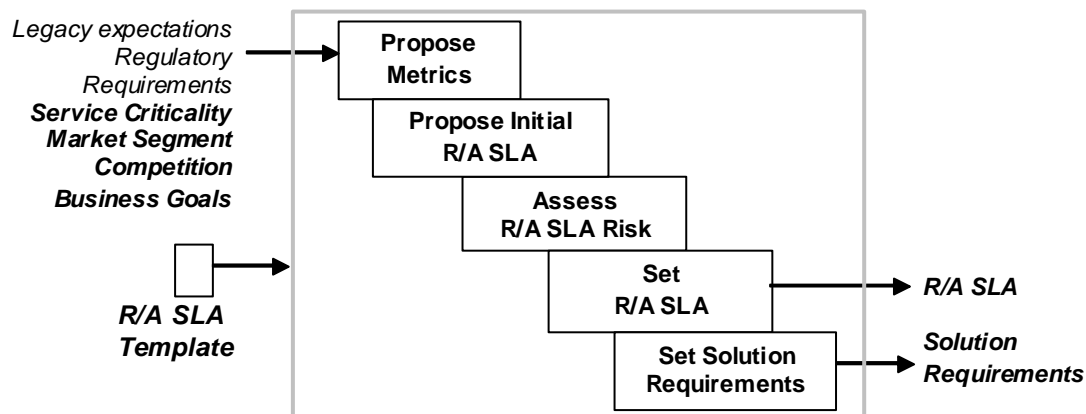 Legacy expectations
Regulatory
Requirements
Service Criticality
Market Segment
Competition
Business Goals
R/A SLA
Template
Propose
Metrics
Propose Initial
R/A SLA
Assess
R/A SLA Risk
Set
R/A SLA
Set Solution
Requirements
R/A SLA
Solution
Requirements